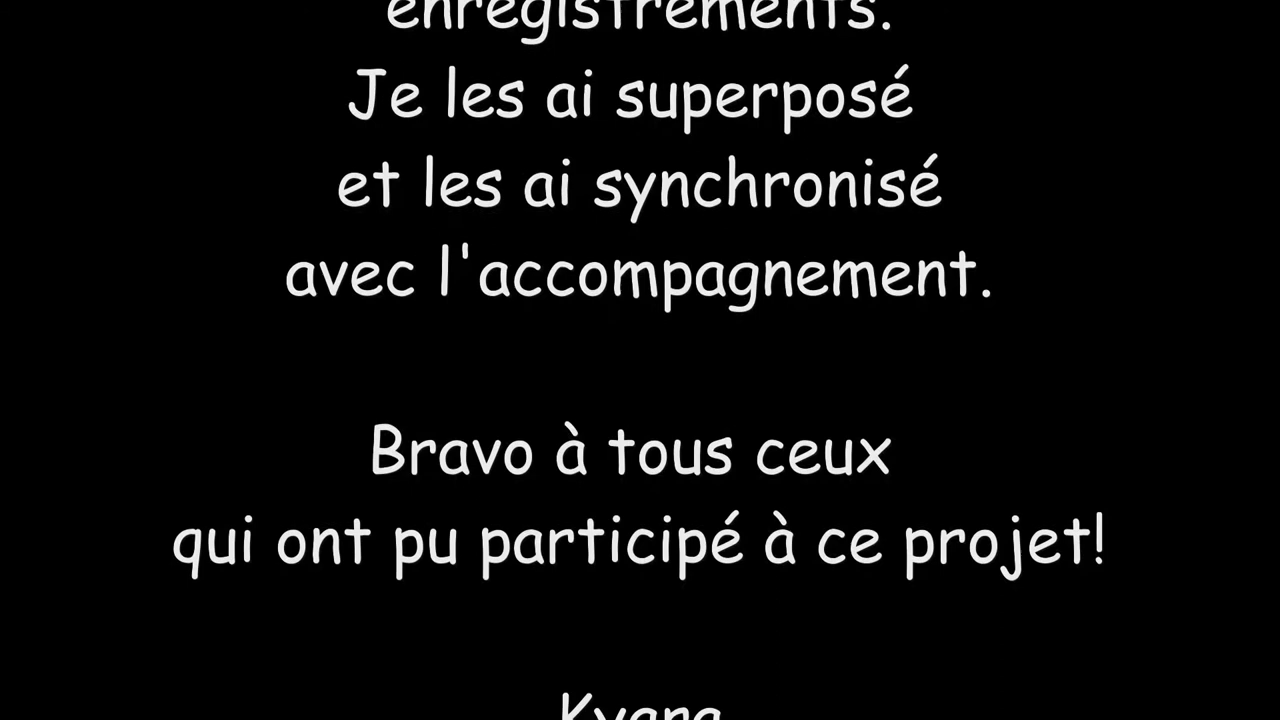 enregistrements.
Je les ai superposé
et les ai synchronisé
avec l'accompagnement.
Bravo à tous ceux
qui ont pu participé à ce projet!